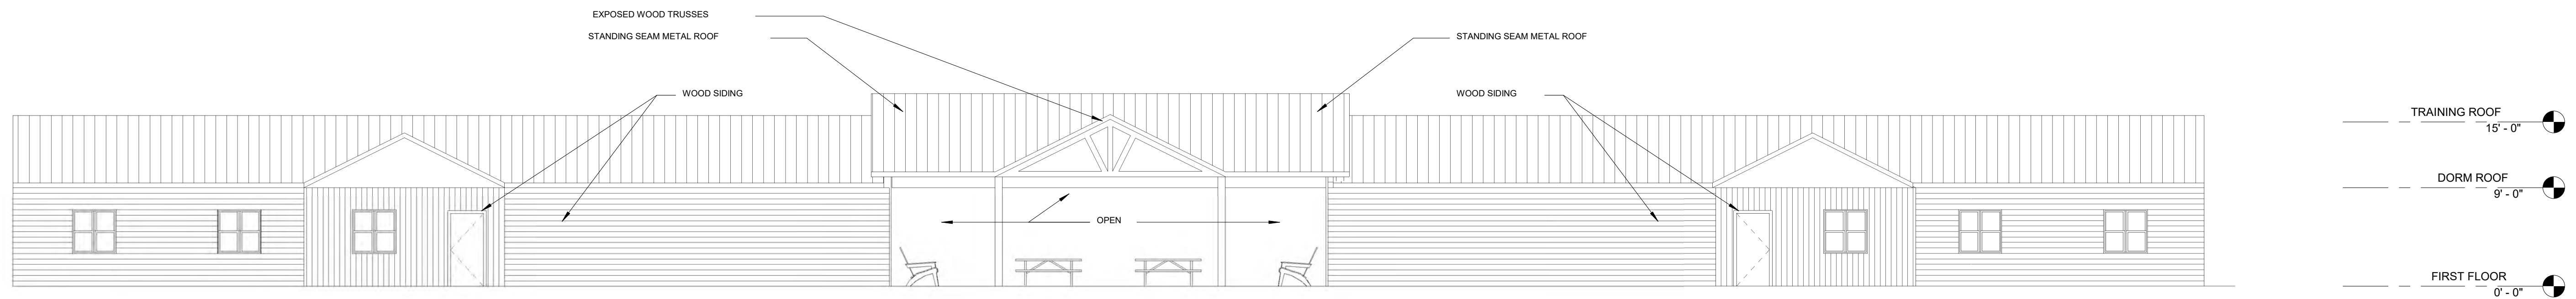 EXPOSED WOOD TRUSSES
STANDING SEAM METAL ROOF
STANDING SEAM METAL ROOF
WOOD SIDING
WOOD SIDING
TRAINING ROOF
15' - 0"
DORM ROOF
9' - 0"
OPEN
FIRST FLOOR
0' - 0"